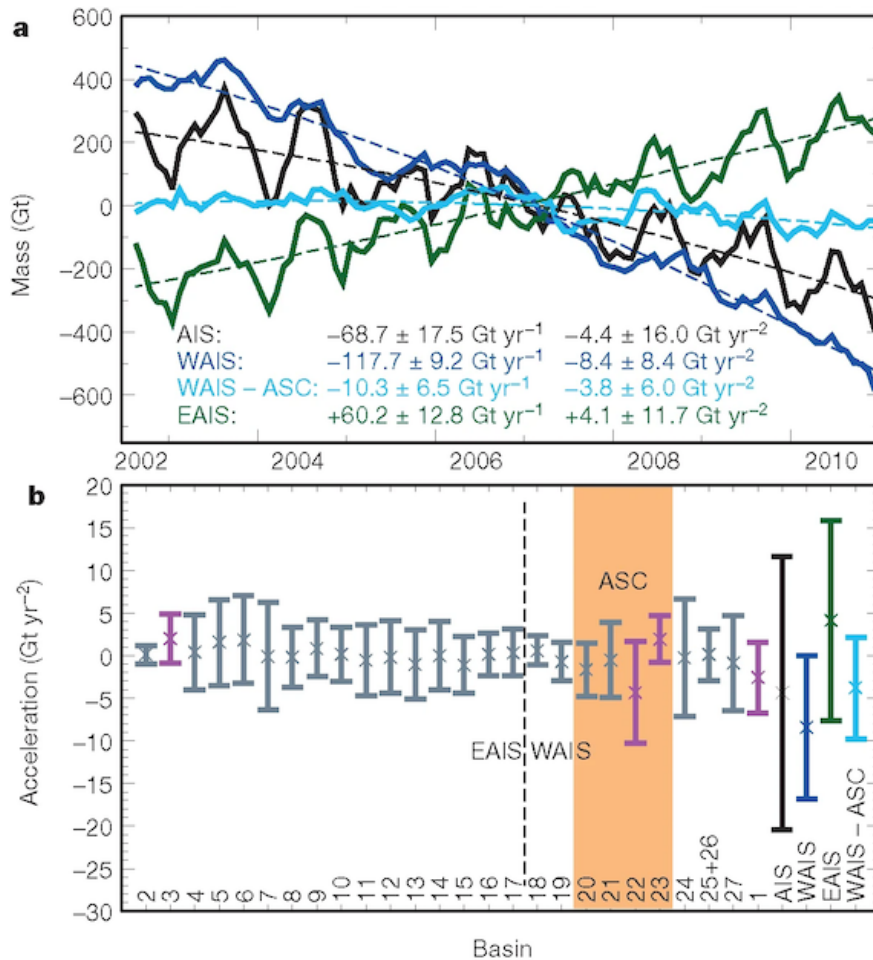 a
600
400
200
0
−200
−400
−600
Mass (Gt)
AIS: −68.7 ± 17.5 Gt yr⁻¹ −4.4 ± 16.0 Gt yr⁻²
WAIS: −117.7 ± 9.2 Gt yr⁻¹ −8.4 ± 8.4 Gt yr⁻²
WAIS – ASC: −10.3 ± 6.5 Gt yr⁻¹ −3.8 ± 6.0 Gt yr⁻²
EAIS: +60.2 ± 12.8 Gt yr⁻¹ +4.1 ± 11.7 Gt yr⁻²
2002 2004 2006 2008 2010
b
20
15
10
5
0
−5
−10
−15
−20
−25
−30
Acceleration (Gt yr⁻²)
ASC
EAIS WAIS
2 3 4 5 6 7 8 9 10 11 12 13 14 15 16 17 18 19 20 21 22 23 24 25+26 27 1 AIS WAIS EAIS WAIS – ASC
Basin